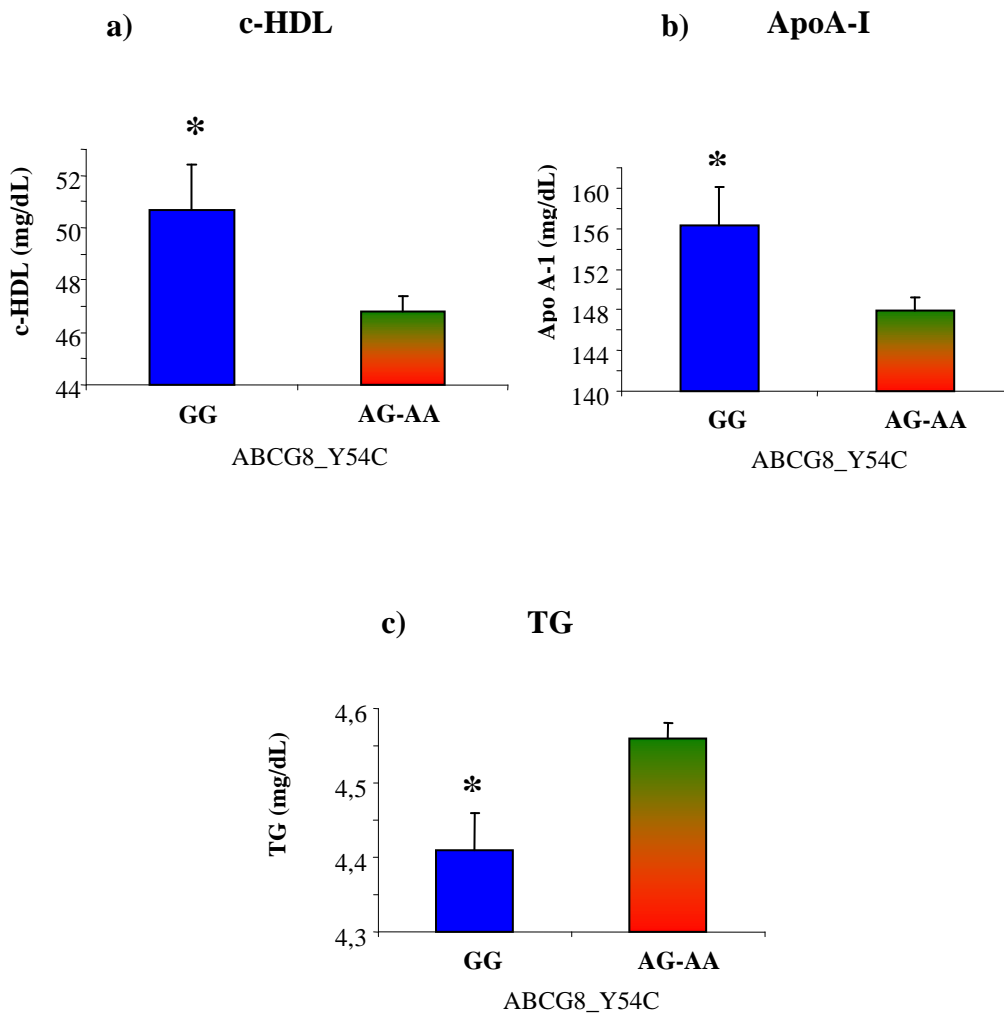 a) c-HDL
*
c-HDL (mg/dL)
52
50
48
46
44
GG AG-AA
ABCG8_Y54C
b) ApoA-I
*
Apo A-1 (mg/dL)
160
156
152
148
144
140
GG AG-AA
ABCG8_Y54C
c) TG
*
TG (mg/dL)
4,6
4,5
4,4
4,3
GG AG-AA
ABCG8_Y54C